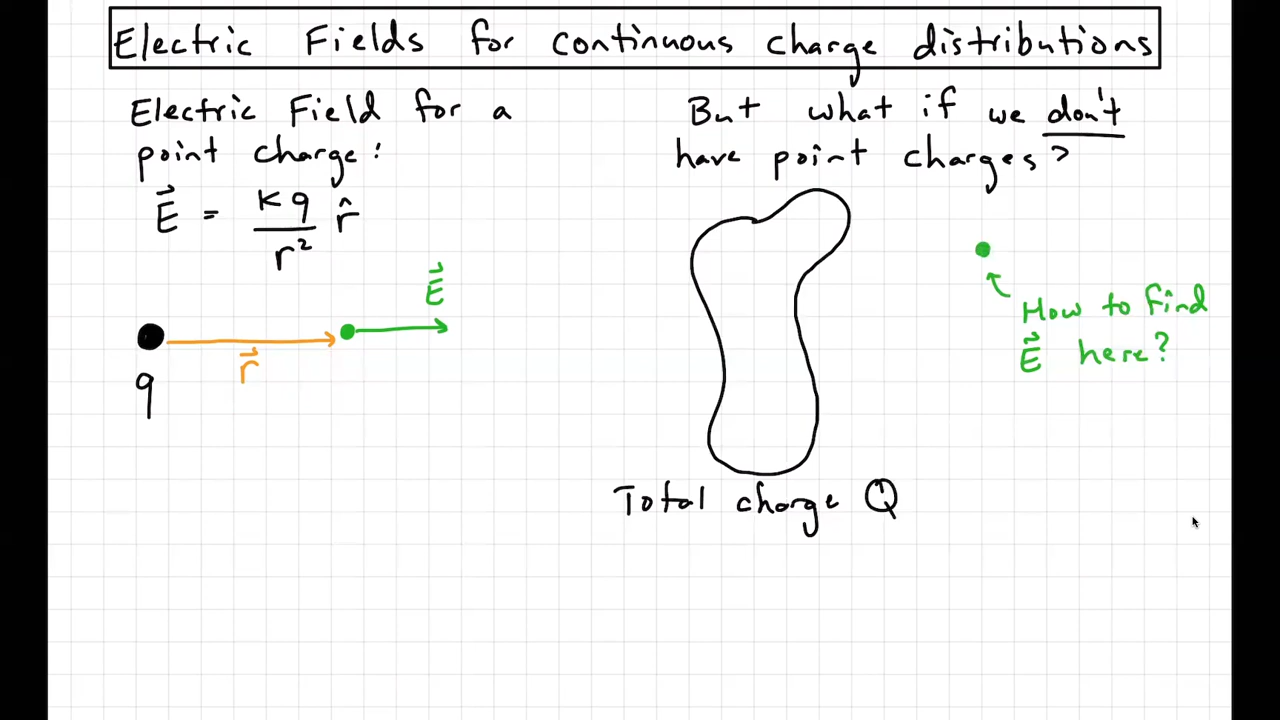 Electric Fields for continuous charge distributions
Electric Field for a
point charge:
E⃗ = kq / r² r̂
E⃗
r⃗
q
But what if we don't
have point charges?
How to find
E⃗ here?
Total charge Q